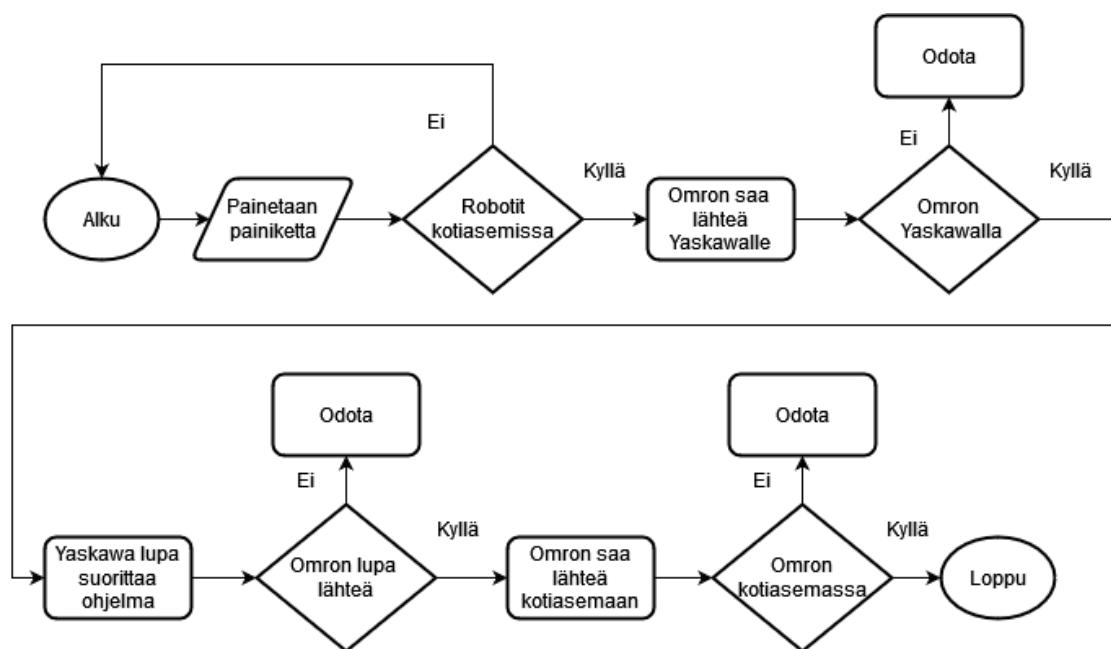 Odota
Ei
Ei
Kyllä
Kyllä
Alku
Painetaan
painiketta
Robotit
kotiasemissa
Omron saa
lähteä
Yaskawalle
Omron
Yaskawalla
Odota
Odota
Ei
Ei
Kyllä
Kyllä
Yaskawa lupa
suorittaa
ohjelma
Omron lupa
lähteä
Omron saa
lähteä
kotiasemaan
Omron
kotiasemassa
Loppu